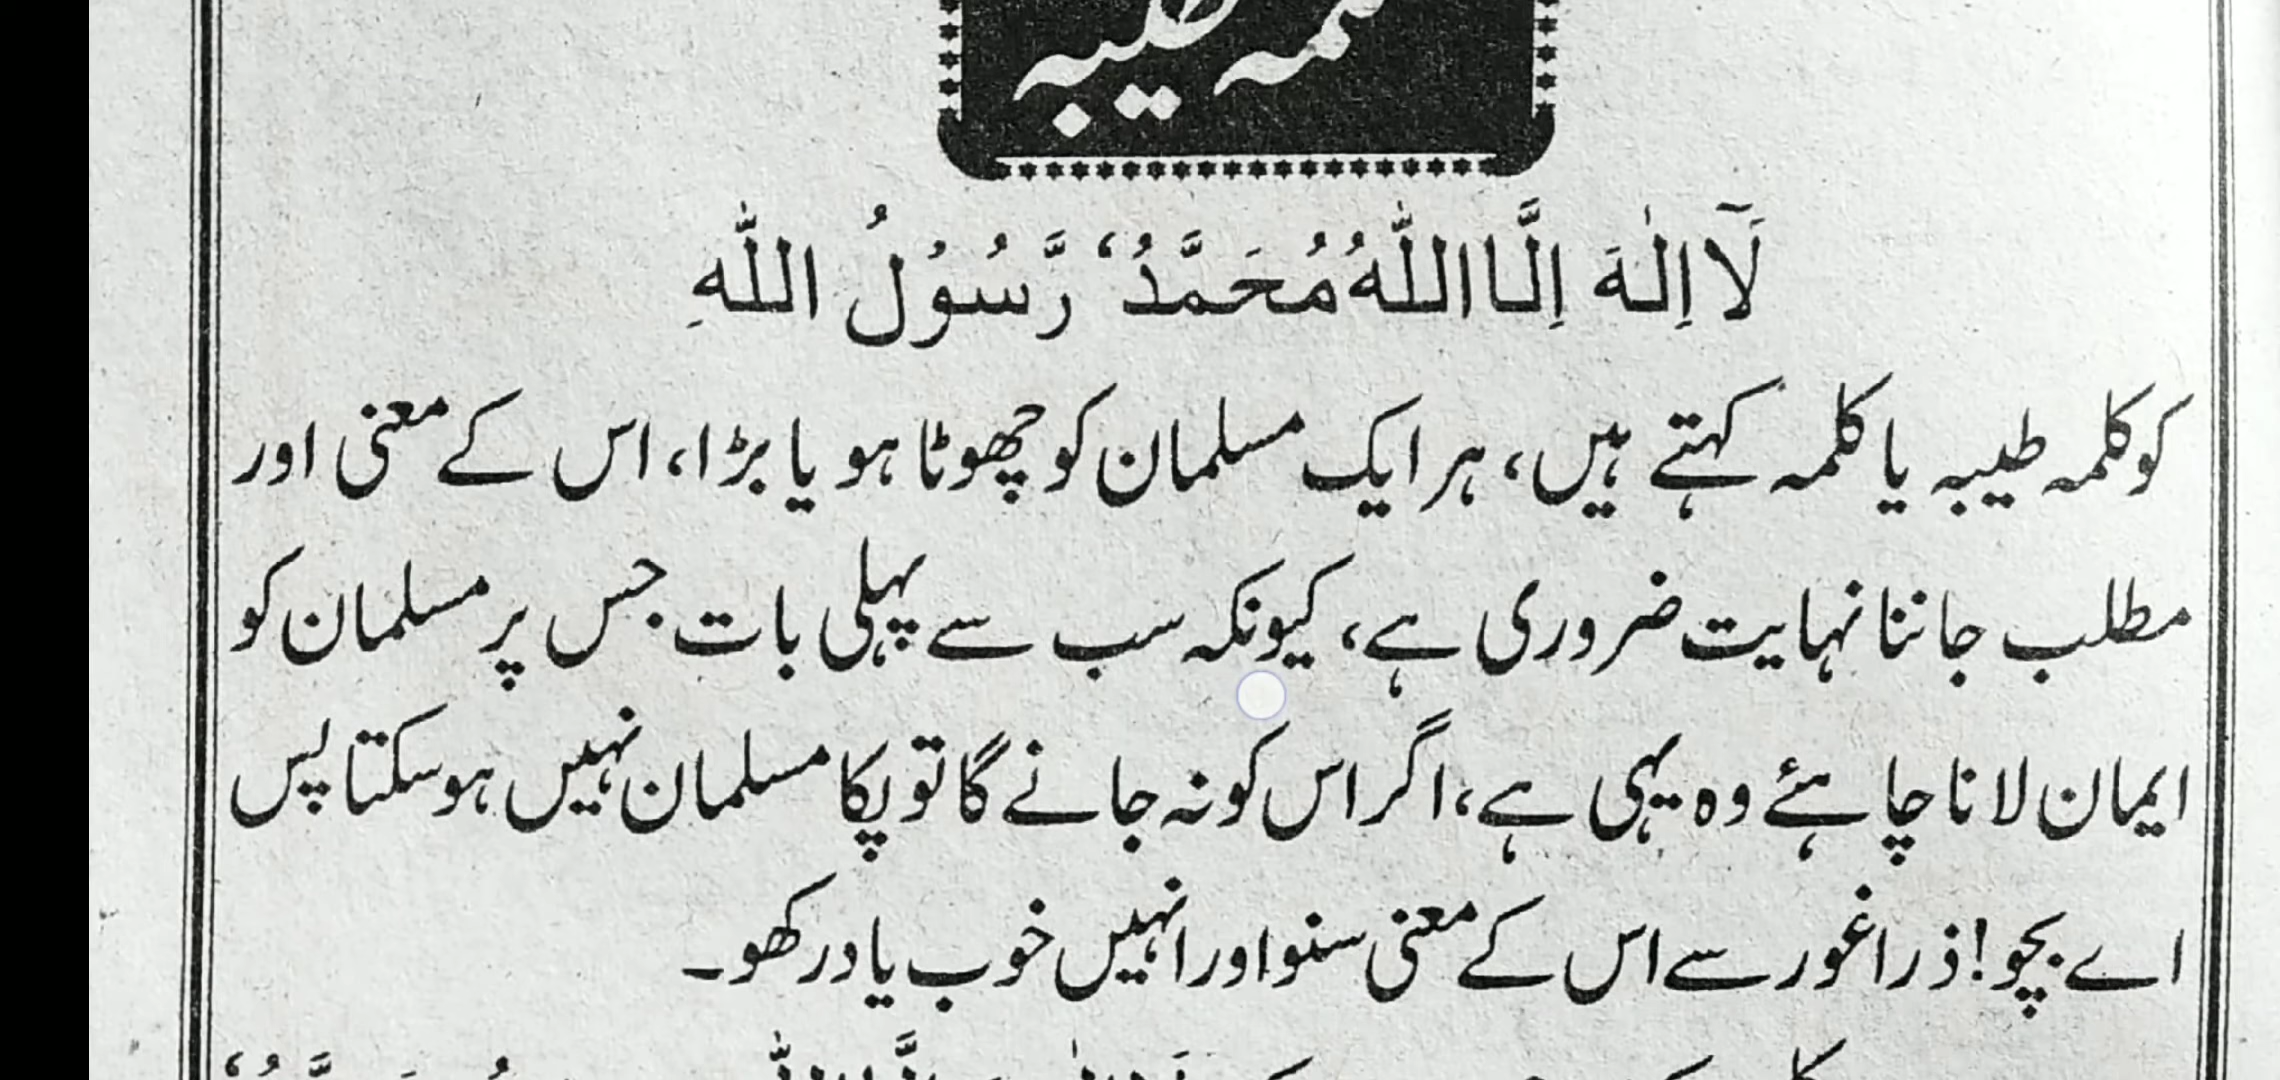 کلمہ طیبہ
لَآ اِلٰهَ اِلَّا اللّٰهُ مُحَمَّدُ، رَّسُوْلُ اللّٰهِ
کو کلمہ طیبہ یا کلمہ کہتے ہیں، ہر ایک مسلمان کو چھوٹا ہو یا بڑا، اس کے معنی اور
مطلب جاننا نہایت ضروری ہے، کیونکہ سب سے پہلی بات جس پر مسلمان کو
ایمان لانا چاہئے وہ یہی ہے، اگر اس کو نہ جانے گا تو پکا مسلمان نہیں ہو سکتا پس
اے بچو! ذرا غور سے اس کے معنی سنو اور انہیں خوب یاد رکھو۔